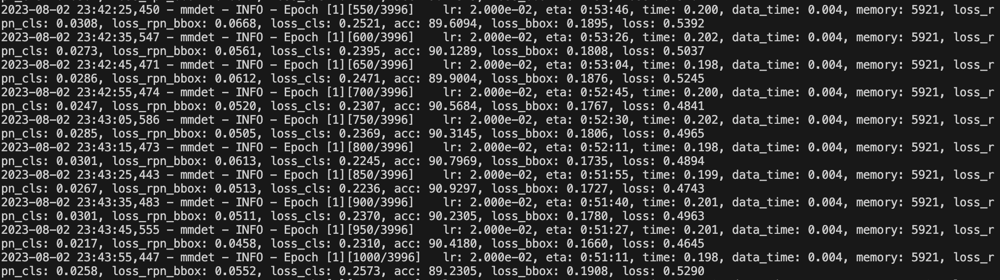 2023-08-02 23:42:25,450 - mmdet - INFO - Epoch [1][550/3996]    lr: 2.000e-02, eta: 0:53:46, time: 0.200, data_time: 0.004, memory: 5921, loss_r
pn_cls: 0.0308, loss_rpn_bbox: 0.0668, loss_cls: 0.2521, acc: 89.6094, loss_bbox: 0.1895, loss: 0.5392
2023-08-02 23:42:35,547 - mmdet - INFO - Epoch [1][600/3996]    lr: 2.000e-02, eta: 0:53:26, time: 0.202, data_time: 0.004, memory: 5921, loss_r
pn_cls: 0.0273, loss_rpn_bbox: 0.0561, loss_cls: 0.2395, acc: 90.1289, loss_bbox: 0.1808, loss: 0.5037
2023-08-02 23:42:45,471 - mmdet - INFO - Epoch [1][650/3996]    lr: 2.000e-02, eta: 0:53:04, time: 0.198, data_time: 0.004, memory: 5921, loss_r
pn_cls: 0.0286, loss_rpn_bbox: 0.0612, loss_cls: 0.2471, acc: 89.9004, loss_bbox: 0.1876, loss: 0.5245
2023-08-02 23:42:55,474 - mmdet - INFO - Epoch [1][700/3996]    lr: 2.000e-02, eta: 0:52:45, time: 0.200, data_time: 0.004, memory: 5921, loss_r
pn_cls: 0.0247, loss_rpn_bbox: 0.0520, loss_cls: 0.2307, acc: 90.5684, loss_bbox: 0.1767, loss: 0.4841
2023-08-02 23:43:05,586 - mmdet - INFO - Epoch [1][750/3996]    lr: 2.000e-02, eta: 0:52:30, time: 0.202, data_time: 0.004, memory: 5921, loss_r
pn_cls: 0.0285, loss_rpn_bbox: 0.0505, loss_cls: 0.2369, acc: 90.3145, loss_bbox: 0.1806, loss: 0.4965
2023-08-02 23:43:15,473 - mmdet - INFO - Epoch [1][800/3996]    lr: 2.000e-02, eta: 0:52:11, time: 0.198, data_time: 0.004, memory: 5921, loss_r
pn_cls: 0.0301, loss_rpn_bbox: 0.0613, loss_cls: 0.2245, acc: 90.7969, loss_bbox: 0.1735, loss: 0.4894
2023-08-02 23:43:25,443 - mmdet - INFO - Epoch [1][850/3996]    lr: 2.000e-02, eta: 0:51:55, time: 0.199, data_time: 0.004, memory: 5921, loss_r
pn_cls: 0.0267, loss_rpn_bbox: 0.0513, loss_cls: 0.2236, acc: 90.9297, loss_bbox: 0.1727, loss: 0.4743
2023-08-02 23:43:35,483 - mmdet - INFO - Epoch [1][900/3996]    lr: 2.000e-02, eta: 0:51:40, time: 0.201, data_time: 0.004, memory: 5921, loss_r
pn_cls: 0.0301, loss_rpn_bbox: 0.0511, loss_cls: 0.2370, acc: 90.2305, loss_bbox: 0.1780, loss: 0.4963
2023-08-02 23:43:45,555 - mmdet - INFO - Epoch [1][950/3996]    lr: 2.000e-02, eta: 0:51:27, time: 0.201, data_time: 0.004, memory: 5921, loss_r
pn_cls: 0.0217, loss_rpn_bbox: 0.0458, loss_cls: 0.2310, acc: 90.4180, loss_bbox: 0.1660, loss: 0.4645
2023-08-02 23:43:55,447 - mmdet - INFO - Epoch [1][1000/3996]   lr: 2.000e-02, eta: 0:51:11, time: 0.198, data_time: 0.004, memory: 5921, loss_r
pn_cls: 0.0258, loss_rpn_bbox: 0.0552, loss_cls: 0.2573, acc: 89.2305, loss_bbox: 0.1908, loss: 0.5290